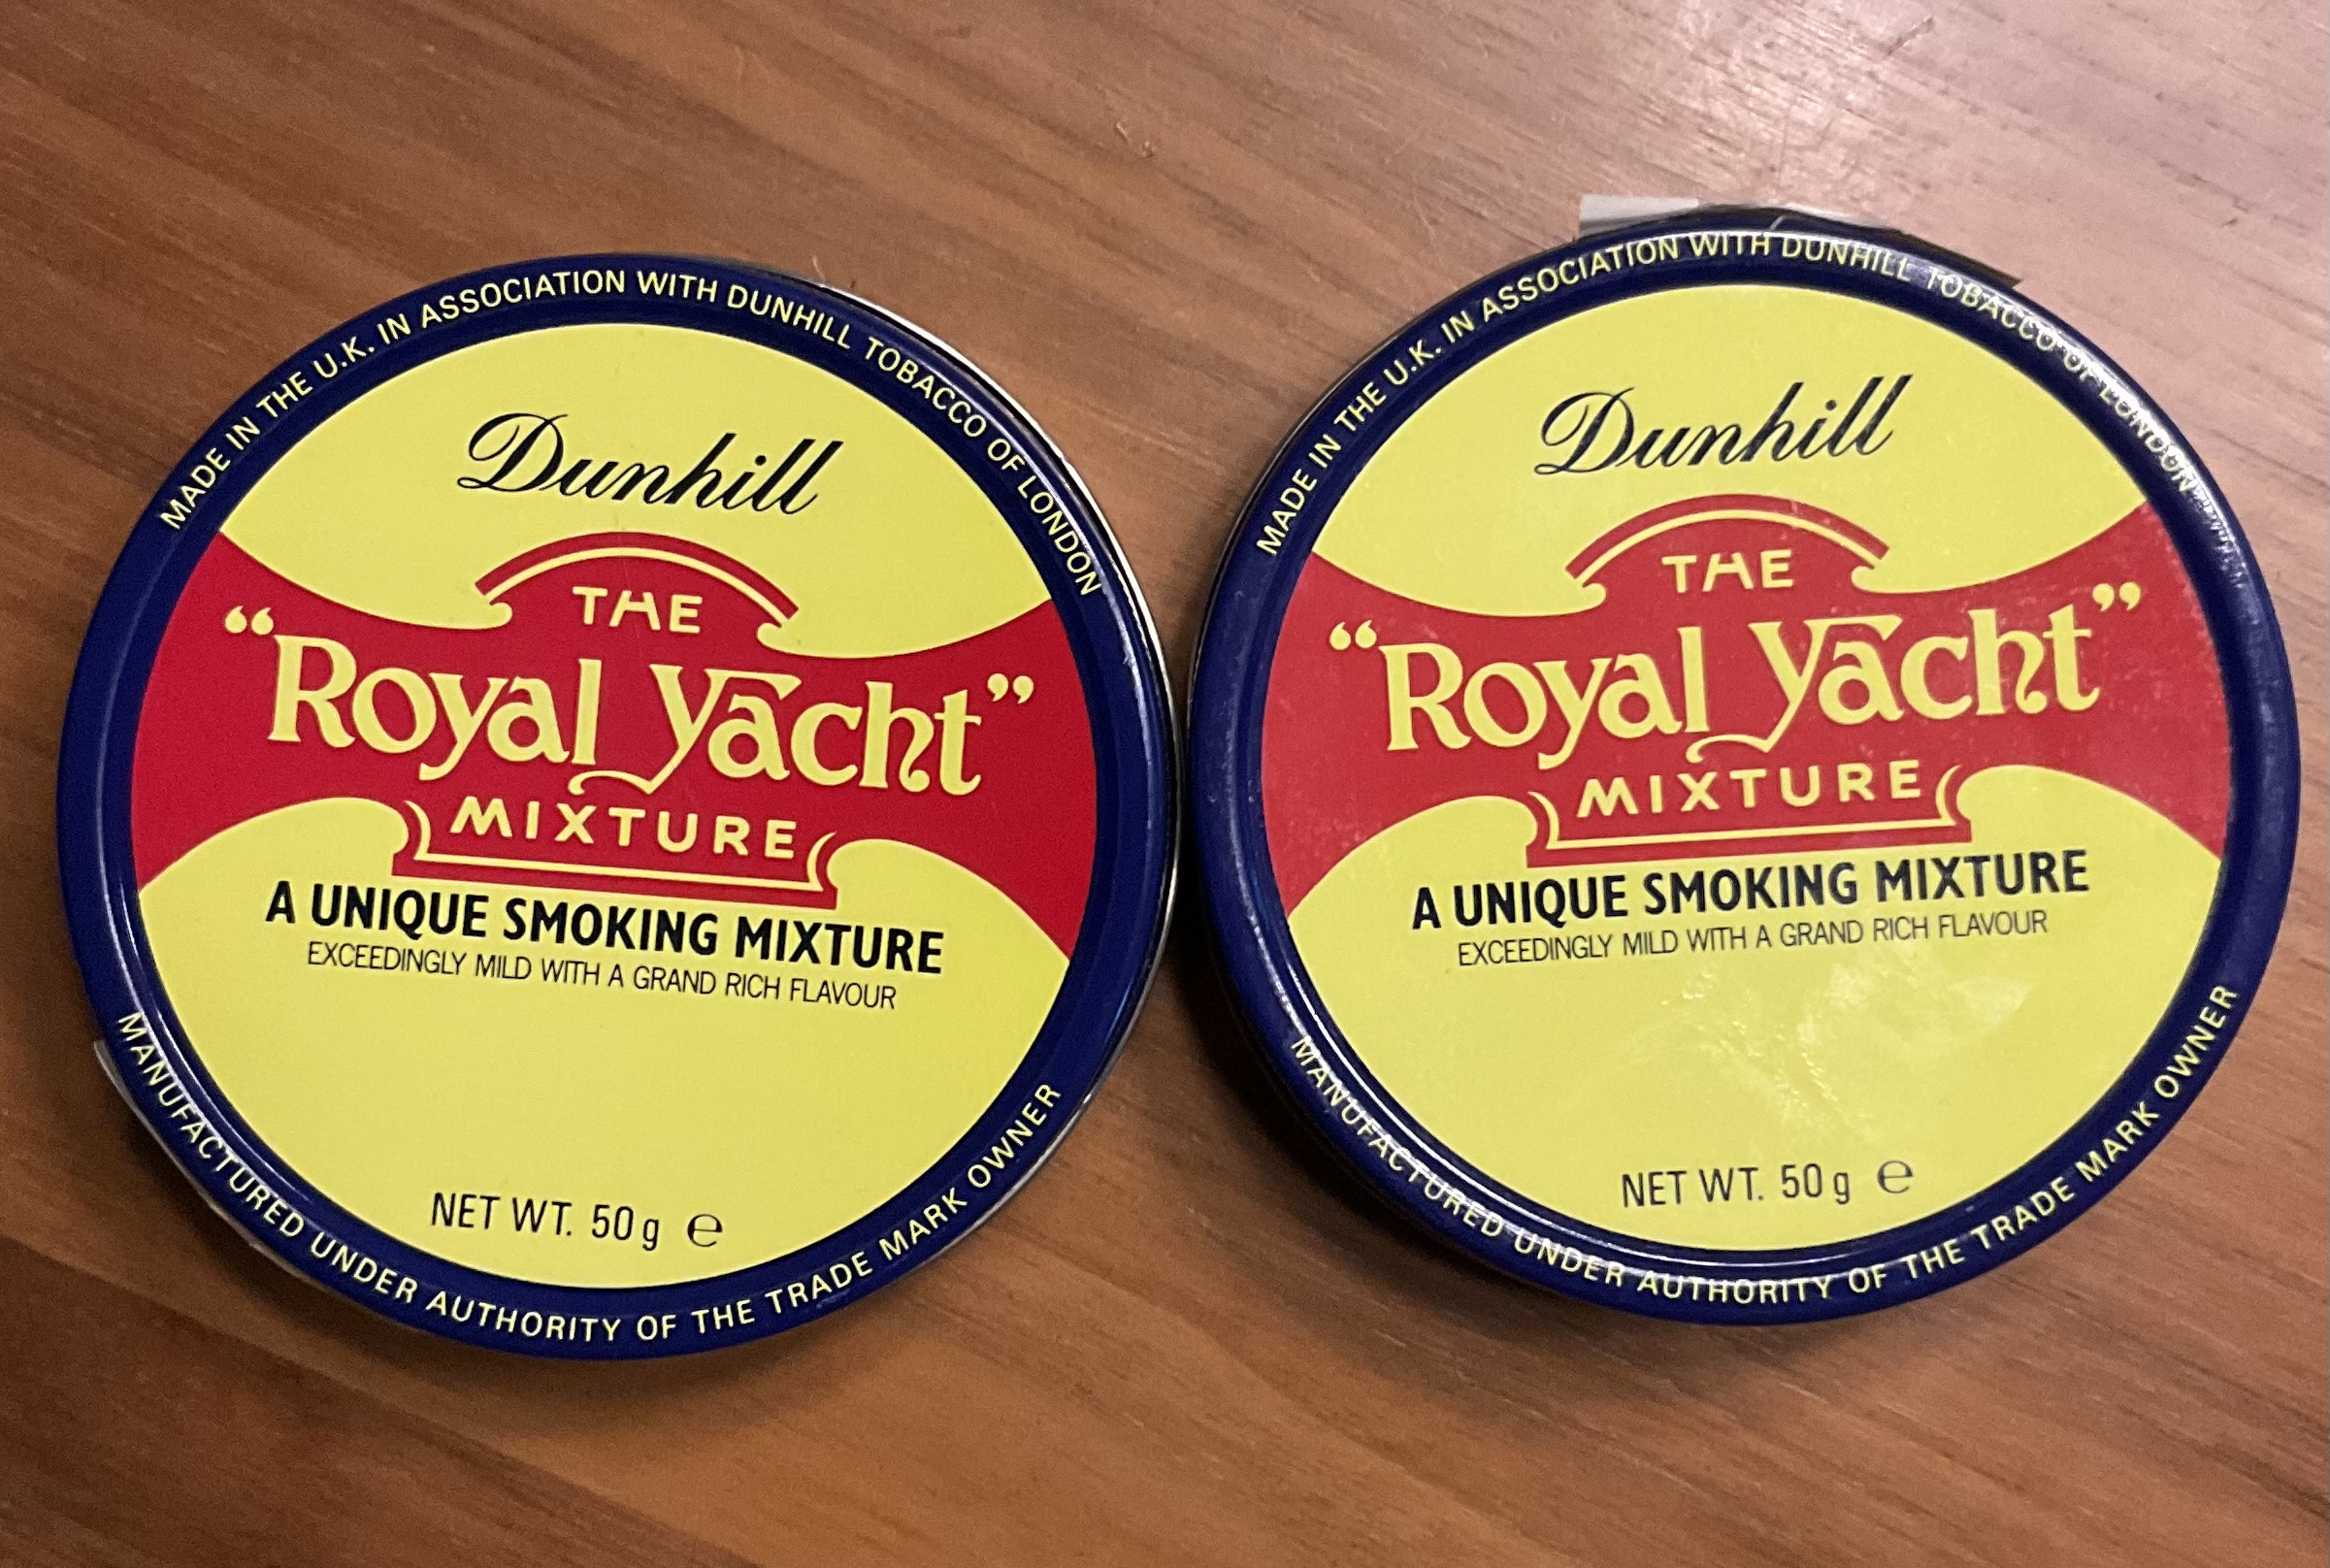 MADE IN THE U.K. IN ASSOCIATION WITH DUNHILL TOBACCO OF LONDON
Dunhill
THE
“Royal Yacht”
MIXTURE
A UNIQUE SMOKING MIXTURE
EXCEEDINGLY MILD WITH A GRAND RICH FLAVOUR
NET WT. 50g ℮
MANUFACTURED UNDER AUTHORITY OF THE TRADE MARK OWNER
MADE IN THE U.K. IN ASSOCIATION WITH DUNHILL TOBACCO OF LONDON
Dunhill
THE
“Royal Yacht”
MIXTURE
A UNIQUE SMOKING MIXTURE
EXCEEDINGLY MILD WITH A GRAND RICH FLAVOUR
NET WT. 50g ℮
MANUFACTURED UNDER AUTHORITY OF THE TRADE MARK OWNER